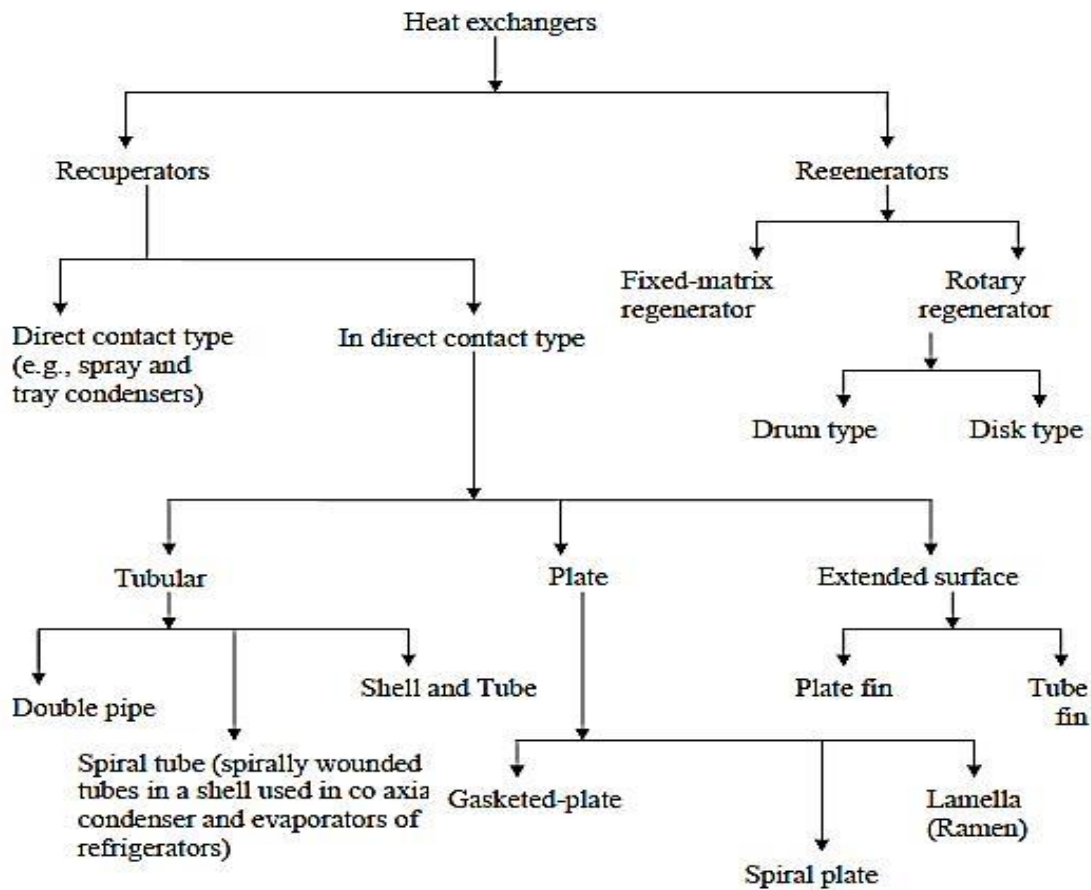 Heat exchangers
Recuperators
Regenerators
Fixed-matrix
regenerator
Rotary
regenerator
Direct contact type
(e.g., spray and
tray condensers)
In direct contact type
Drum type
Disk type
Tubular
Plate
Extended surface
Double pipe
Shell and Tube
Plate fin
Tube
fin
Spiral tube (spirally wounded
tubes in a shell used in co axia
condenser and evaporators of
refrigerators)
Gasketed-plate
Lamella
(Ramen)
Spiral plate